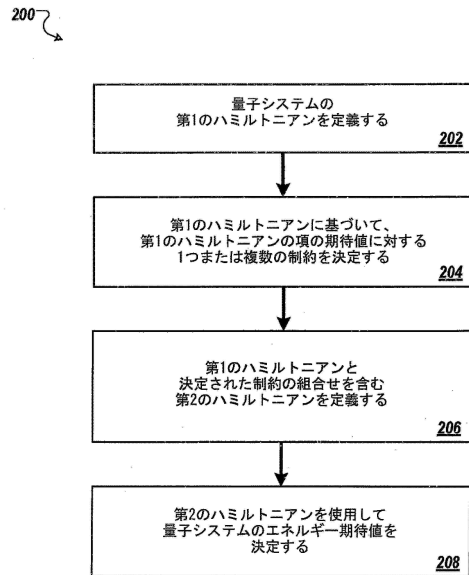 200
量子システムの
第1のハミルトニアンを定義する
202
第1のハミルトニアンに基づいて、
第1のハミルトニアンの項の期待値に対する
1つまたは複数の制約を決定する
204
第1のハミルトニアンと
決定された制約の組合せを含む
第2のハミルトニアンを定義する
206
第2のハミルトニアンを使用して
量子システムのエネルギー期待値を
決定する
208